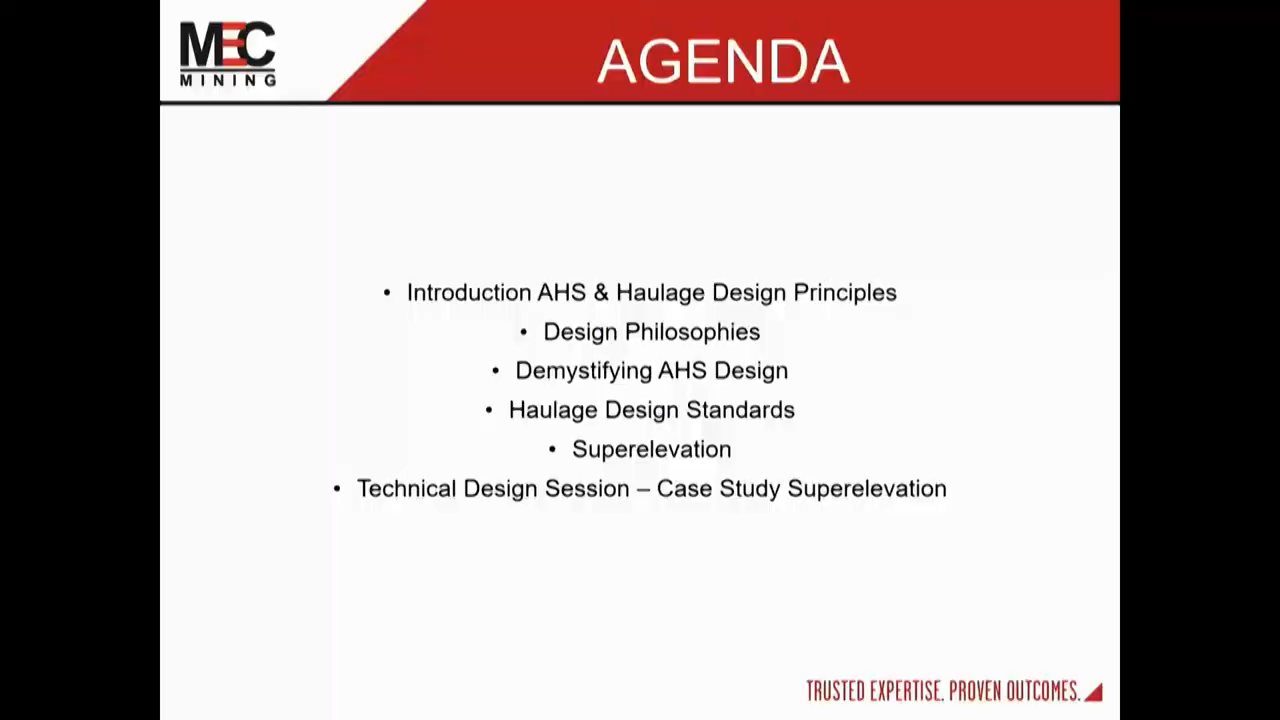 MEC
MINING
AGENDA
• Introduction AHS & Haulage Design Principles
• Design Philosophies
• Demystifying AHS Design
• Haulage Design Standards
• Superelevation
• Technical Design Session – Case Study Superelevation
TRUSTED EXPERTISE. PROVEN OUTCOMES.